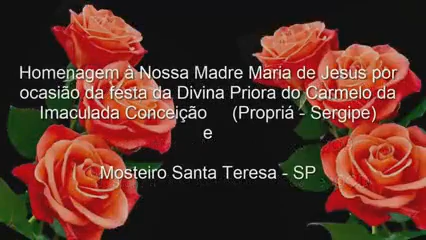 Homenagem à Nossa Madre Maria de Jesus por
ocasião da festa da Divina Priora do Carmelo da
Imaculada Conceição (Propriá - Sergipe)
e
Mosteiro Santa Teresa - SP